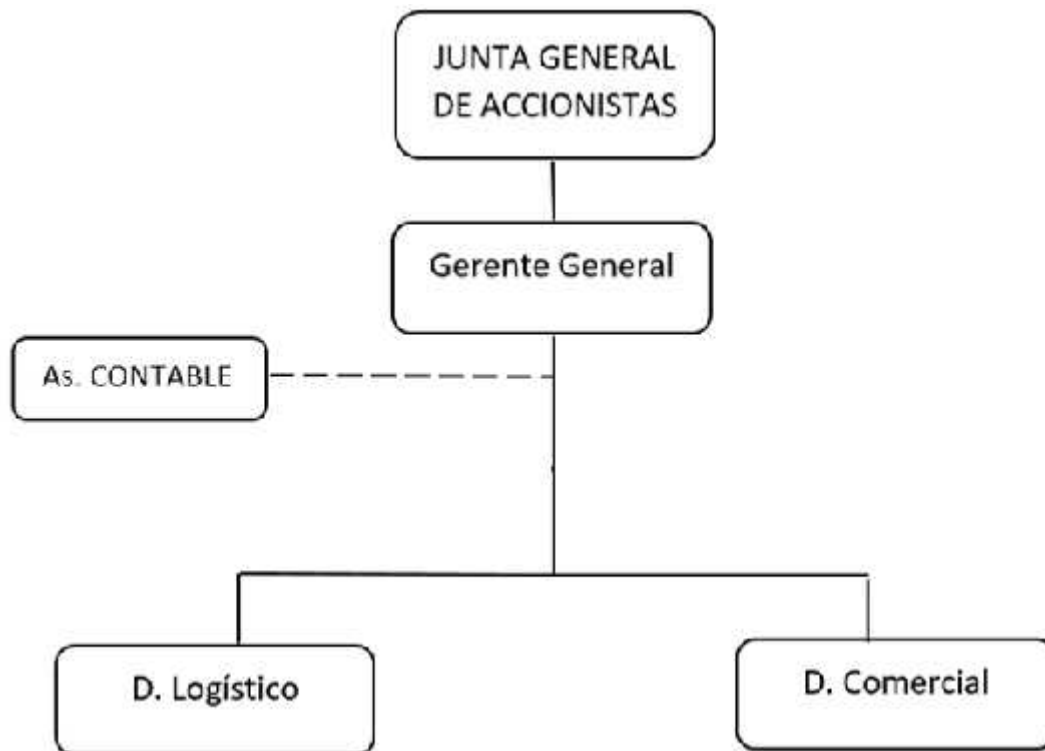 JUNTA GENERAL
DE ACCIONISTAS
Gerente General
As. CONTABLE
D. Logístico
D. Comercial